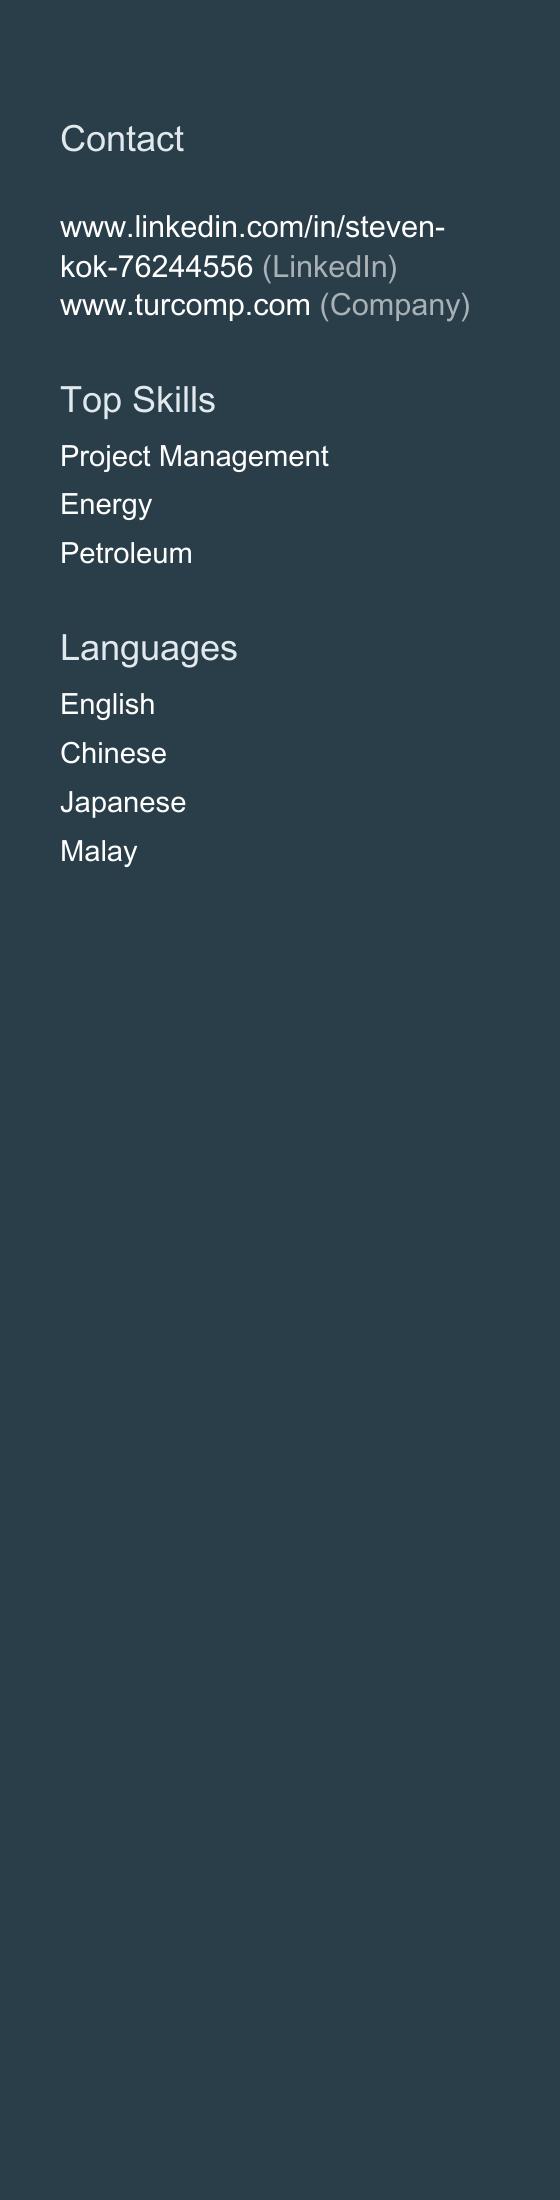 Contact
www.linkedin.com/in/steven-
kok-76244556 (LinkedIn)
www.turcomp.com (Company)
Top Skills
Project Management
Energy
Petroleum
Languages
English
Chinese
Japanese
Malay